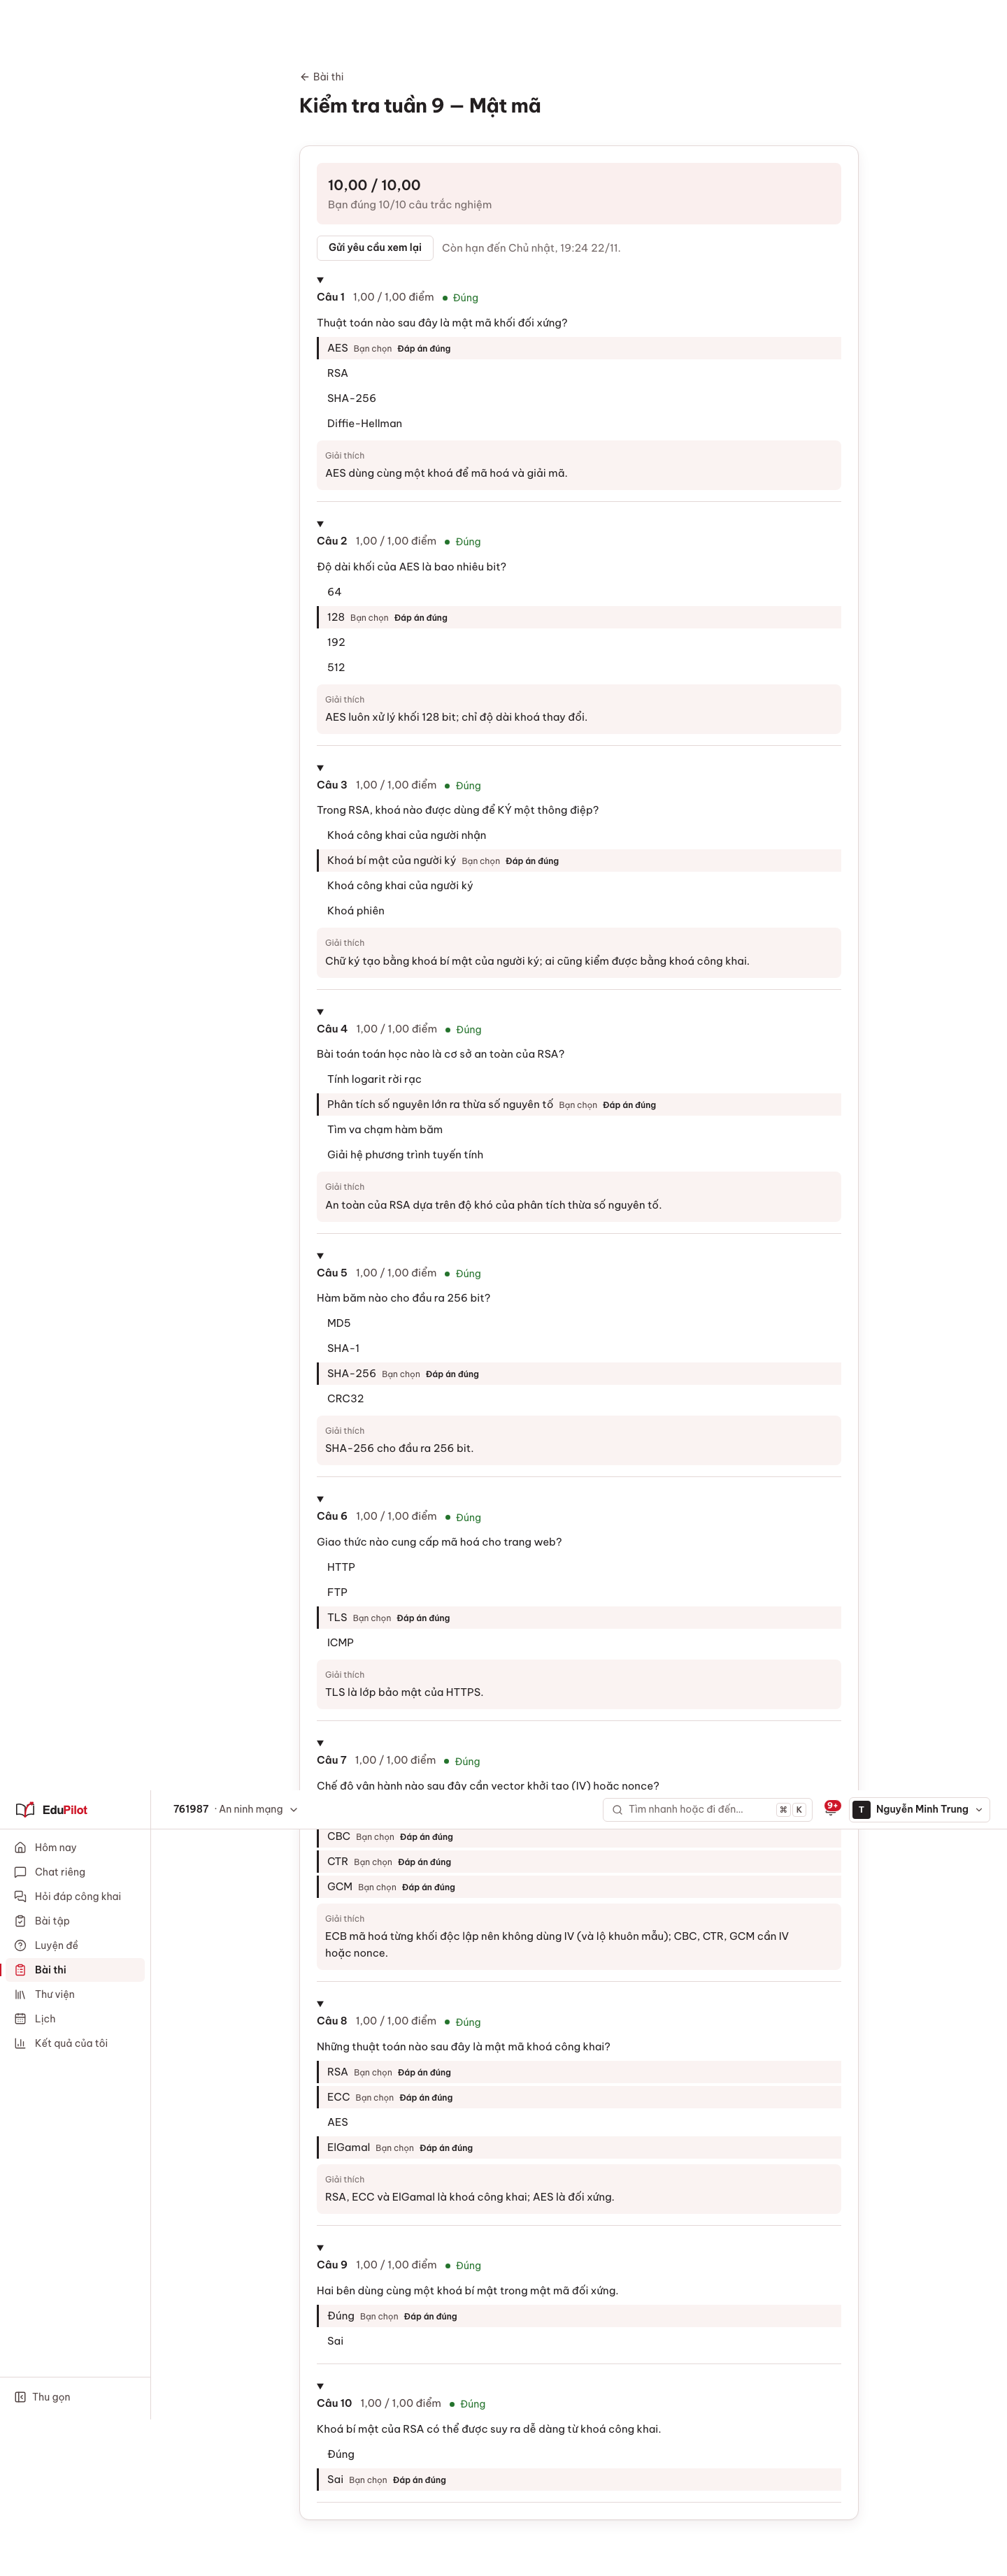 Bài thi
Kiểm tra tuần 9 — Mật mã
10,00 / 10,00
Bạn đúng 10/10 câu trắc nghiệm
Gửi yêu cầu xem lại Còn hạn đến Chủ nhật, 19:24 22/11.
Câu 1 1,00 / 1,00 điểm Đúng
Thuật toán nào sau đây là mật mã khối đối xứng?
AES Bạn chọn Đáp án đúng
RSA
SHA-256
Diffie-Hellman
Giải thích
AES dùng cùng một khoá để mã hoá và giải mã.
Câu 2 1,00 / 1,00 điểm Đúng
Độ dài khối của AES là bao nhiêu bit?
64
128 Bạn chọn Đáp án đúng
192
512
Giải thích
AES luôn xử lý khối 128 bit; chỉ độ dài khoá thay đổi.
Câu 3 1,00 / 1,00 điểm Đúng
Trong RSA, khoá nào được dùng để KÝ một thông điệp?
Khoá công khai của người nhận
Khoá bí mật của người ký Bạn chọn Đáp án đúng
Khoá công khai của người ký
Khoá phiên
Giải thích
Chữ ký tạo bằng khoá bí mật của người ký; ai cũng kiểm được bằng khoá công khai.
Câu 4 1,00 / 1,00 điểm Đúng
Bài toán toán học nào là cơ sở an toàn của RSA?
Tính logarit rời rạc
Phân tích số nguyên lớn ra thừa số nguyên tố Bạn chọn Đáp án đúng
Tìm va chạm hàm băm
Giải hệ phương trình tuyến tính
Giải thích
An toàn của RSA dựa trên độ khó của phân tích thừa số nguyên tố.
Câu 5 1,00 / 1,00 điểm Đúng
Hàm băm nào cho đầu ra 256 bit?
MD5
SHA-1
SHA-256 Bạn chọn Đáp án đúng
CRC32
Giải thích
SHA-256 cho đầu ra 256 bit.
Câu 6 1,00 / 1,00 điểm Đúng
Giao thức nào cung cấp mã hoá cho trang web?
HTTP
FTP
TLS Bạn chọn Đáp án đúng
ICMP
Giải thích
TLS là lớp bảo mật của HTTPS.
Câu 7 1,00 / 1,00 điểm Đúng
Chế độ vận hành nào sau đây cần vector khởi tạo (IV) hoặc nonce?
EduPilot
761987 · An ninh mạng
Tìm nhanh hoặc đi đến... ⌘ K
9+
T Nguyễn Minh Trung
Hôm nay
Chat riêng
Hỏi đáp công khai
Bài tập
Luyện đề
Bài thi
Thư viện
Lịch
Kết quả của tôi
Thu gọn
CBC Bạn chọn Đáp án đúng
CTR Bạn chọn Đáp án đúng
GCM Bạn chọn Đáp án đúng
Giải thích
ECB mã hoá từng khối độc lập nên không dùng IV (và lộ khuôn mẫu); CBC, CTR, GCM cần IV
hoặc nonce.
Câu 8 1,00 / 1,00 điểm Đúng
Những thuật toán nào sau đây là mật mã khoá công khai?
RSA Bạn chọn Đáp án đúng
ECC Bạn chọn Đáp án đúng
AES
ElGamal Bạn chọn Đáp án đúng
Giải thích
RSA, ECC và ElGamal là khoá công khai; AES là đối xứng.
Câu 9 1,00 / 1,00 điểm Đúng
Hai bên dùng cùng một khoá bí mật trong mật mã đối xứng.
Đúng Bạn chọn Đáp án đúng
Sai
Câu 10 1,00 / 1,00 điểm Đúng
Khoá bí mật của RSA có thể được suy ra dễ dàng từ khoá công khai.
Đúng
Sai Bạn chọn Đáp án đúng